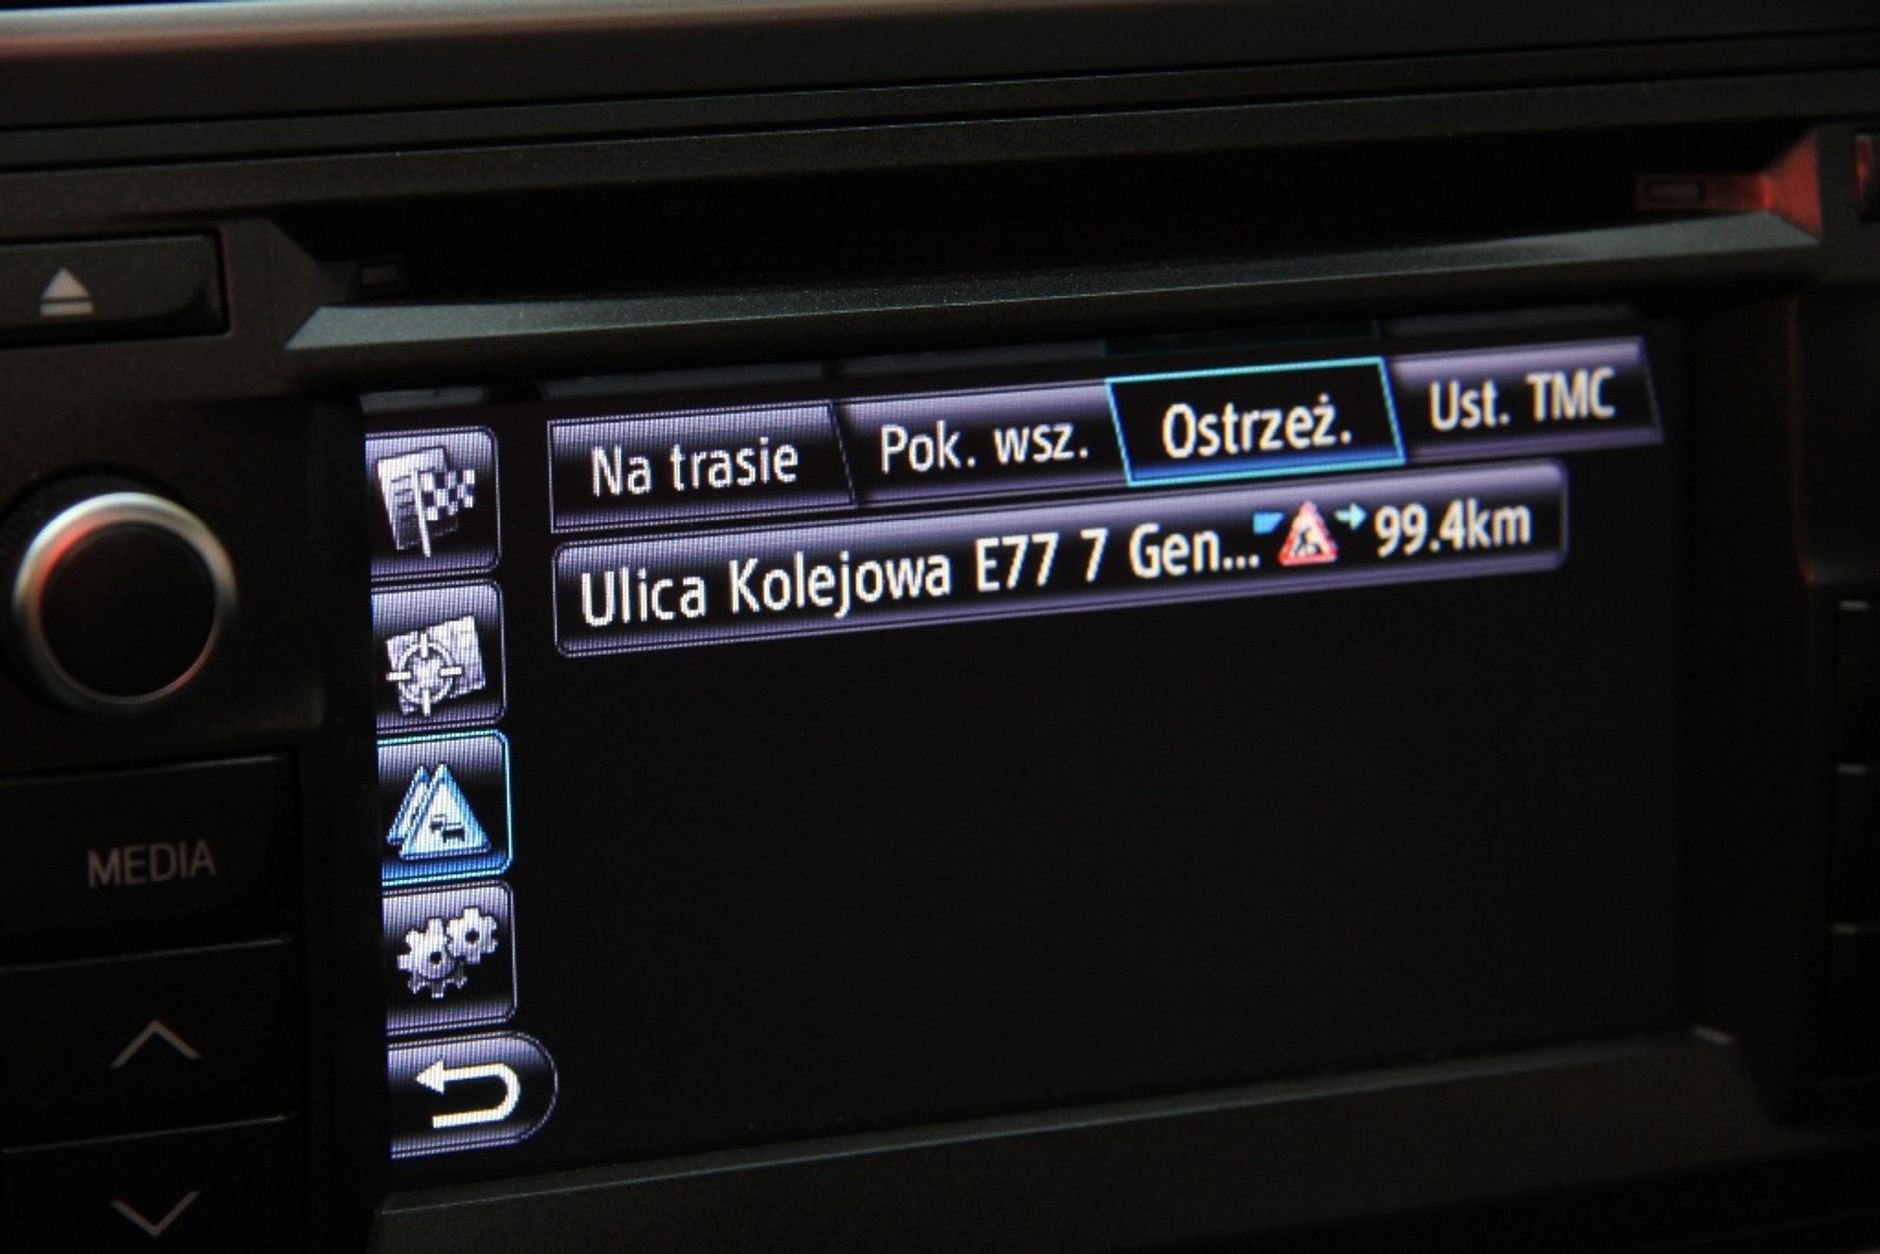 Na trasie Pok. wsz. Ostrzeż. Ust. TMC
Ulica Kolejowa E77 7 Gen... 99.4km
MEDIA